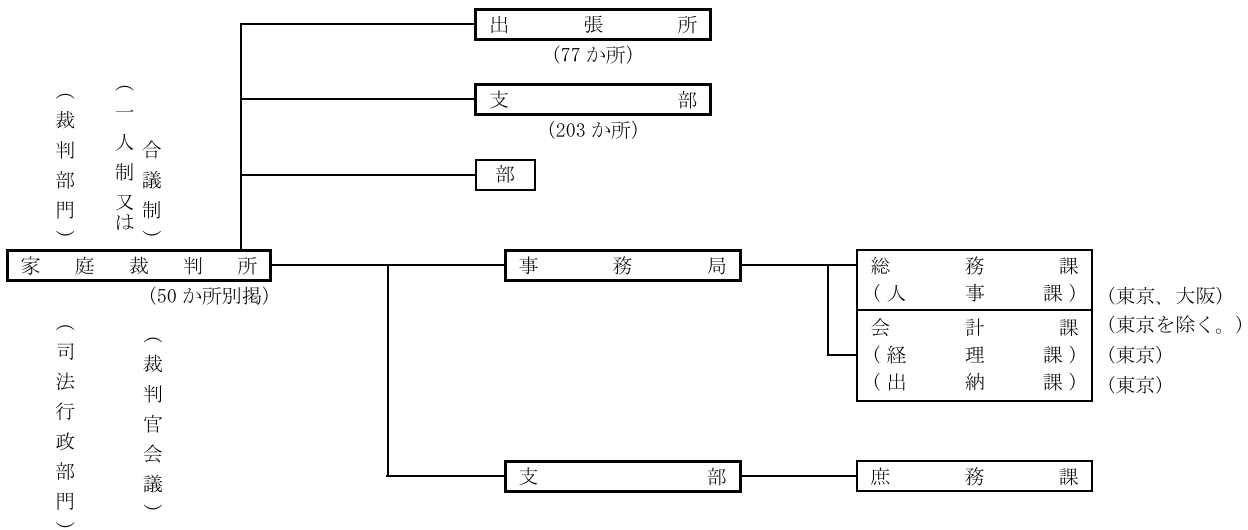 出張所
(77か所)
支部
(203か所)
部
(裁判部門)
(一人制又は
合議制)
家庭裁判所
(50か所別掲)
(司法行政部門)
(裁判官会議)
事務局
総務課
(人事課)
(東京、大阪)
会計課
(東京を除く。)
(経理課)
(東京)
(出納課)
(東京)
支部
庶務課